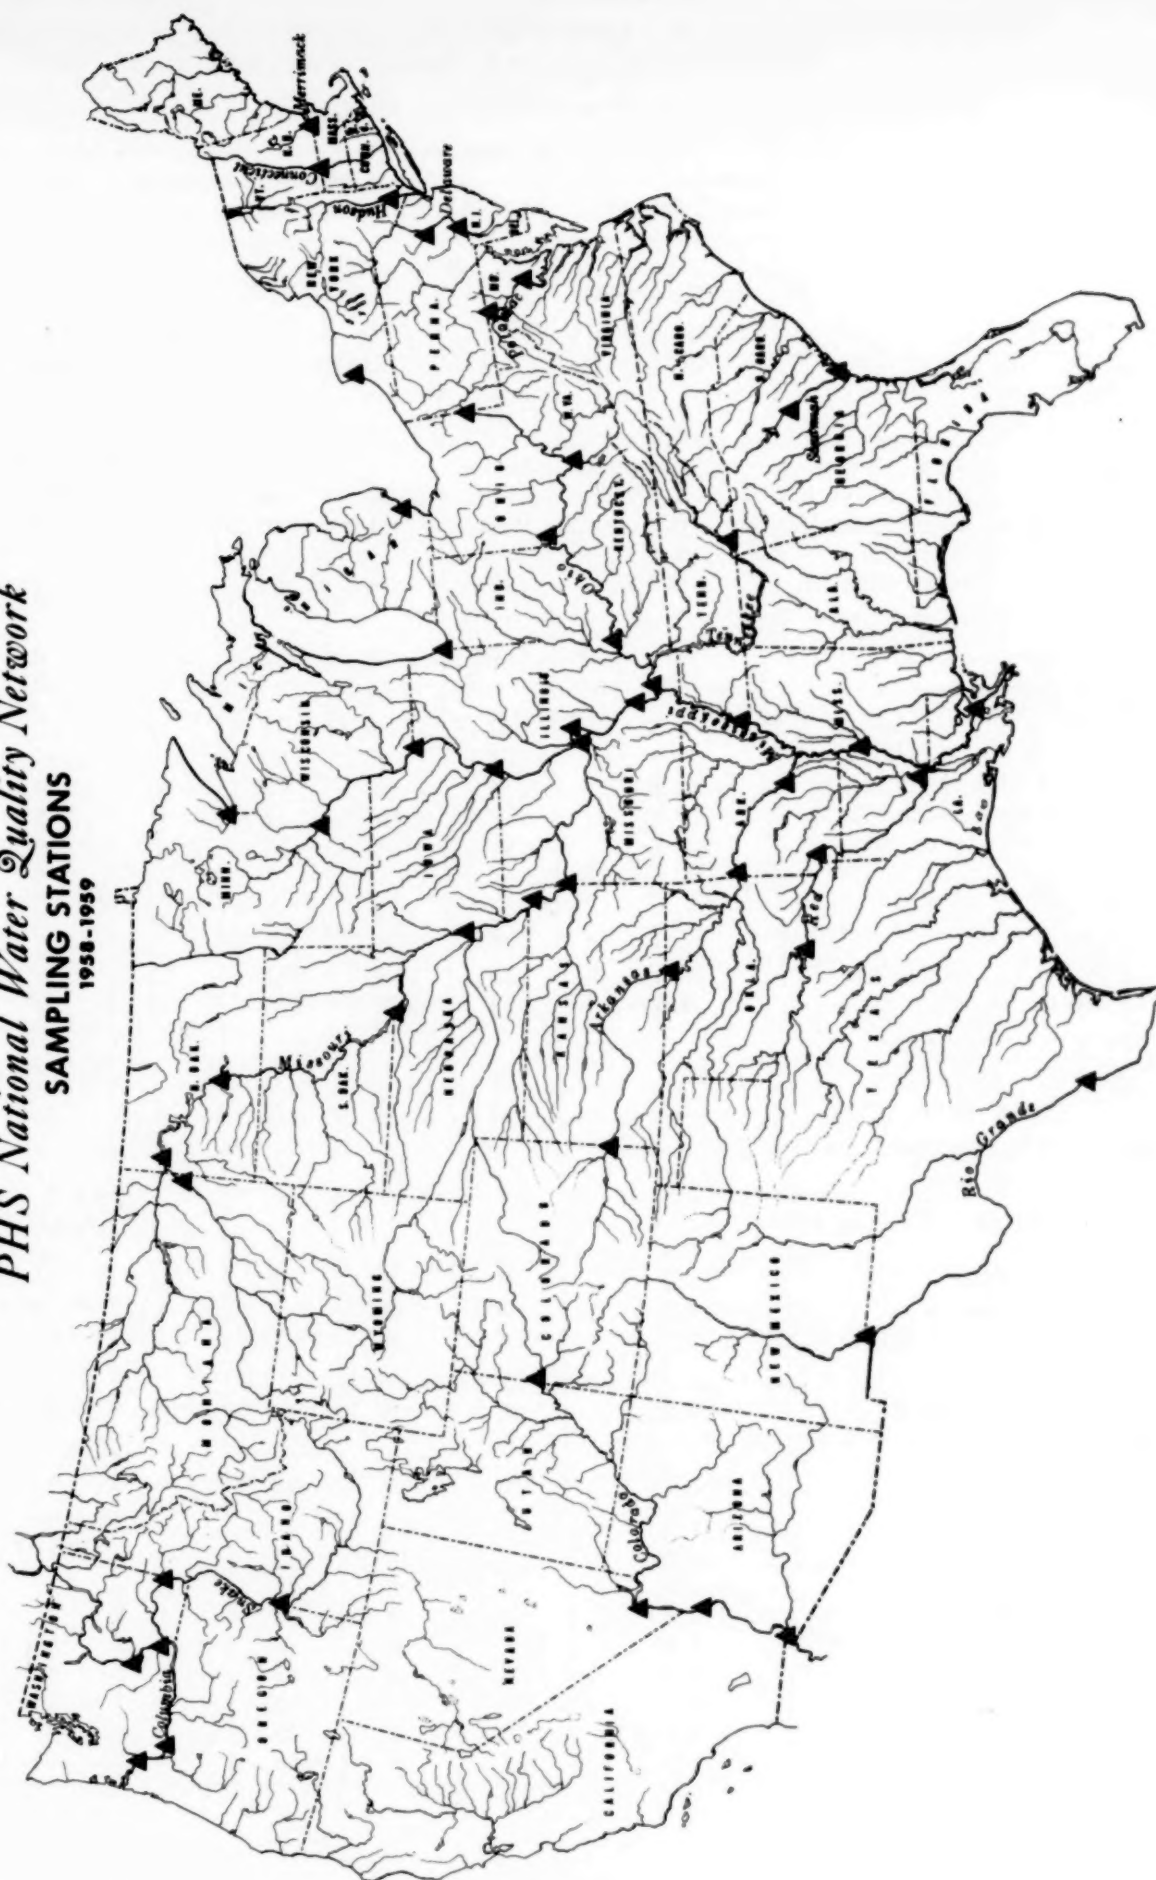 PHS National Water Quality Network
SAMPLING STATIONS
1958-1959
WASHINGTON
Columbia
OREGON
Snake
IDAHO
MONTANA
N. DAK.
Missouri
S. DAK.
MINN.
WISCONSIN
WYOMING
NEBRASKA
IOWA
NEVADA
UTAH
COLORADO
KANSAS
Arkansas
MISSOURI
ILLINOIS
IND.
OHIO
Ohio
KENTUCKY
W. VA.
VIRGINIA
PENNA.
NEW YORK
Hudson
Connecticut
Merrimack
Delaware
VT.
N.H.
ME.
MASS.
CONN.
N.J.
DEL.
MD.
Potomac
CALIFORNIA
Colorado
ARIZONA
NEW MEXICO
Rio Grande
TEXAS
OKLA.
Red
ARK.
LA.
Mississippi
MISS.
TENN.
Tennessee
ALA.
GEORGIA
Savannah
N. CARO.
S. CARO.
FLORIDA